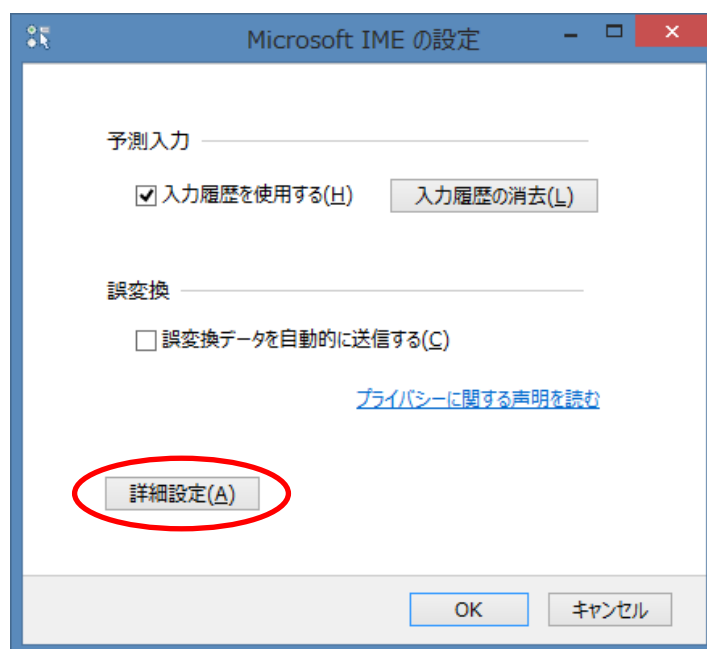 Microsoft IME の設定
予測入力
入力履歴を使用する(H) 入力履歴の消去(L)
誤変換
誤変換データを自動的に送信する(C)
プライバシーに関する声明を読む
詳細設定(A)
OK キャンセル